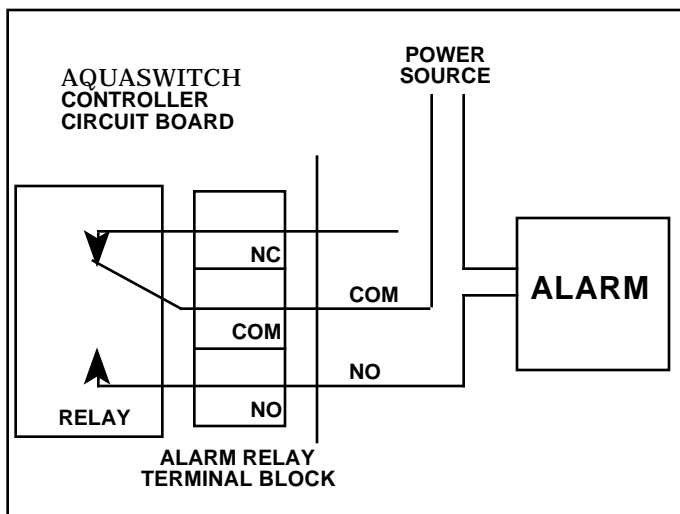 AQUASWITCH
CONTROLLER
CIRCUIT BOARD
POWER
SOURCE
NC
COM
COM
NO
NO
ALARM
RELAY
ALARM RELAY
TERMINAL BLOCK